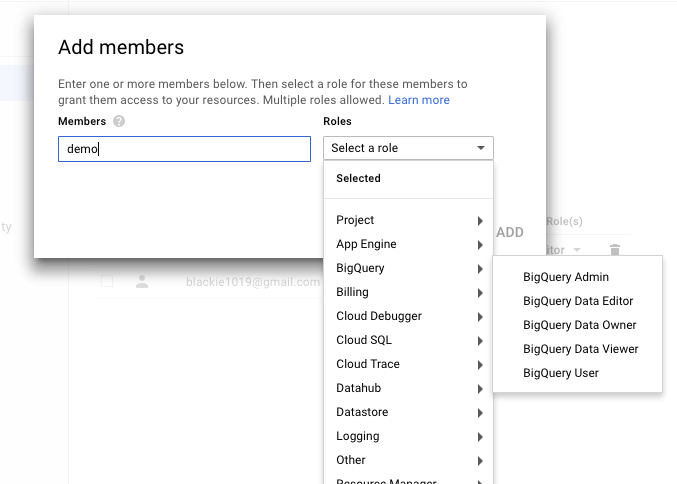 Add members
Enter one or more members below. Then select a role for these members to
grant them access to your resources. Multiple roles allowed. Learn more
Members ?
Roles
demo
Select a role
Selected
Project
App Engine
BigQuery
Billing
Cloud Debugger
Cloud SQL
Cloud Trace
Datahub
Datastore
Logging
Other
Resource Manager
BigQuery Admin
BigQuery Data Editor
BigQuery Data Owner
BigQuery Data Viewer
BigQuery User
ADD
Role(s)
itor
ty
blackie1019@gmail.com